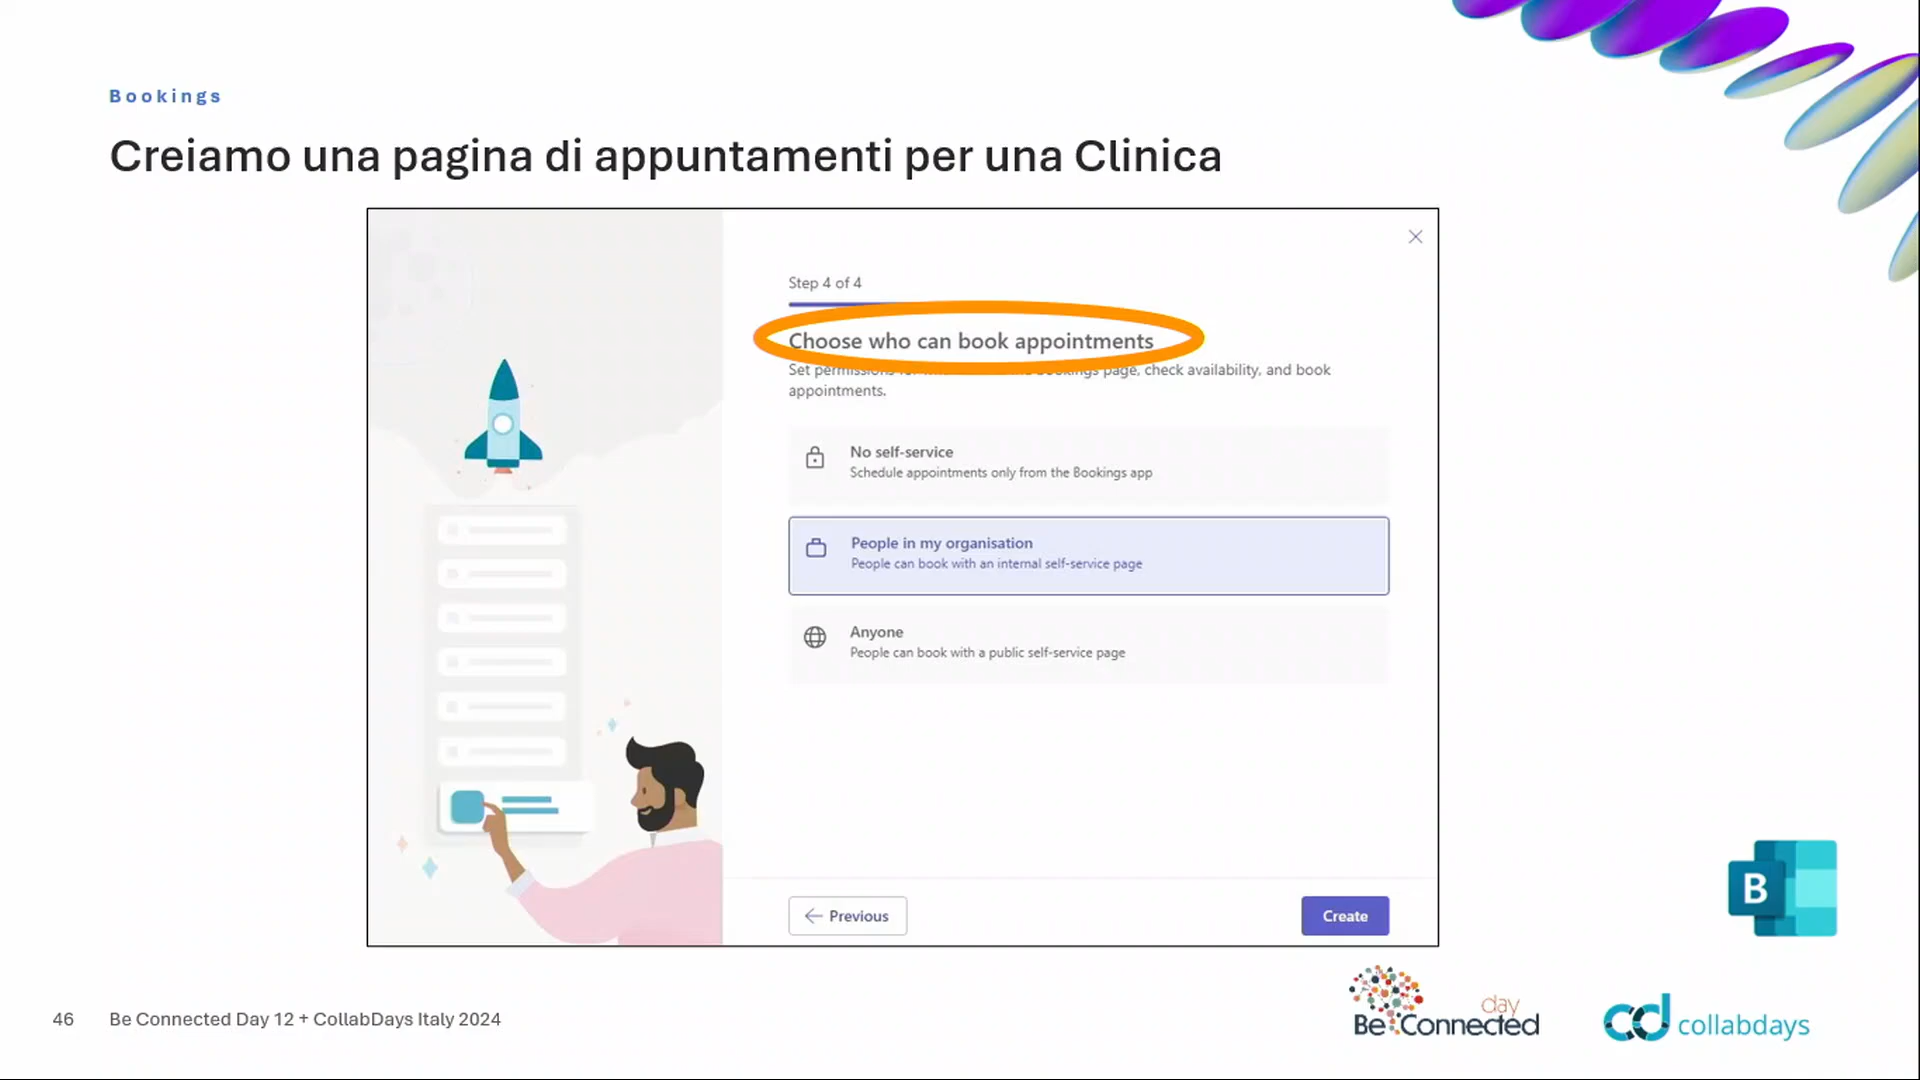 Bookings
Creiamo una pagina di appuntamenti per una Clinica
Step 4 of 4
Choose who can book appointments
Set permissions page, check availability, and book
appointments.
No self-service
Schedule appointments only from the Bookings app
People in my organisation
People can book with an internal self-service page
Anyone
People can book with a public self-service page
Previous
Create
B
46
Be Connected Day 12 + CollabDays Italy 2024
day
Be Connected
cd collabdays